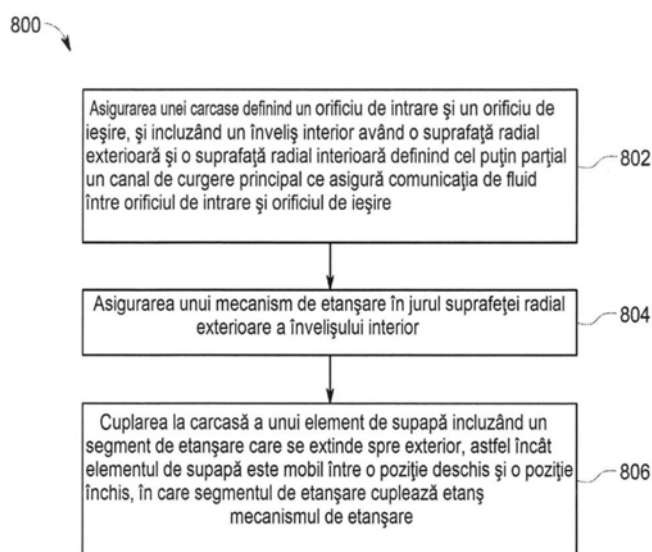 800
Asigurarea unei carcase definind un orificiu de intrare şi un orificiu de
ieşire, şi incluzând un înveliş interior având o suprafaţă radial
exterioară şi o suprafaţă radial interioară definind cel puţin parţial
un canal de curgere principal ce asigură comunicaţia de fluid
între orificiul de intrare şi orificiul de ieşire
802
Asigurarea unui mecanism de etanşare în jurul suprafeţei radial
exterioare a învelişului interior
804
Cuplarea la carcasă a unui element de supapă incluzând un
segment de etanşare care se extinde spre exterior, astfel încât
elementul de supapă este mobil între o poziţie deschis şi o poziţie
închis, în care segmentul de etanşare cuplează etanş
mecanismul de etanşare
806